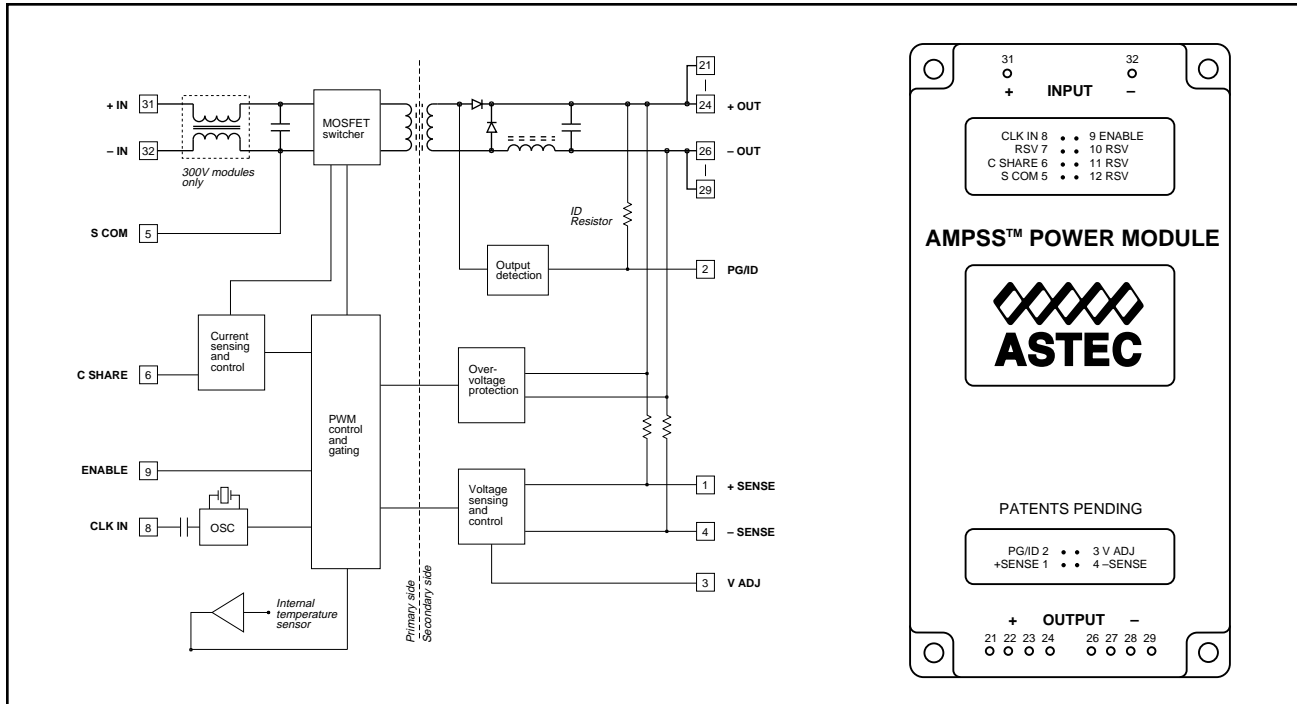 + IN 31
– IN 32
300V modules
only
MOSFET
switcher
21
24 + OUT
26 – OUT
29
S COM 5
ID
Resistor
Output
detection
2 PG/ID
Current
sensing
and
control
C SHARE 6
PWM
control
and
gating
Over-
voltage
protection
ENABLE 9
CLK IN 8
OSC
Voltage
sensing
and
control
1 + SENSE
4 – SENSE
3 V ADJ
Internal
temperature
sensor
Primary side
Secondary side
31 32
+ INPUT –
CLK IN 8 • • 9 ENABLE
RSV 7 • • 10 RSV
C SHARE 6 • • 11 RSV
S COM 5 • • 12 RSV
AMPSS™ POWER MODULE
ASTEC
PATENTS PENDING
PG/ID 2 • • 3 V ADJ
+SENSE 1 • • 4 –SENSE
+ OUTPUT –
21 22 23 24 26 27 28 29